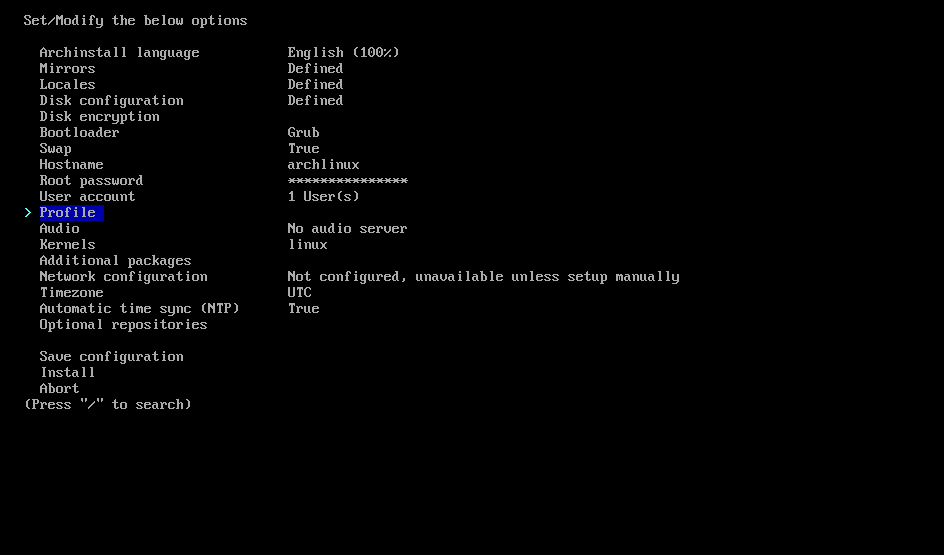 Set/Modify the below options
Archinstall language English (100%)
Mirrors Defined
Locales Defined
Disk configuration Defined
Disk encryption
Bootloader Grub
Swap True
Hostname archlinux
Root password ***************
User account 1 User(s)
> Profile
Audio No audio server
Kernels linux
Additional packages
Network configuration Not configured, unavailable unless setup manually
Timezone UTC
Automatic time sync (NTP) True
Optional repositories
Save configuration
Install
Abort
(Press "/" to search)